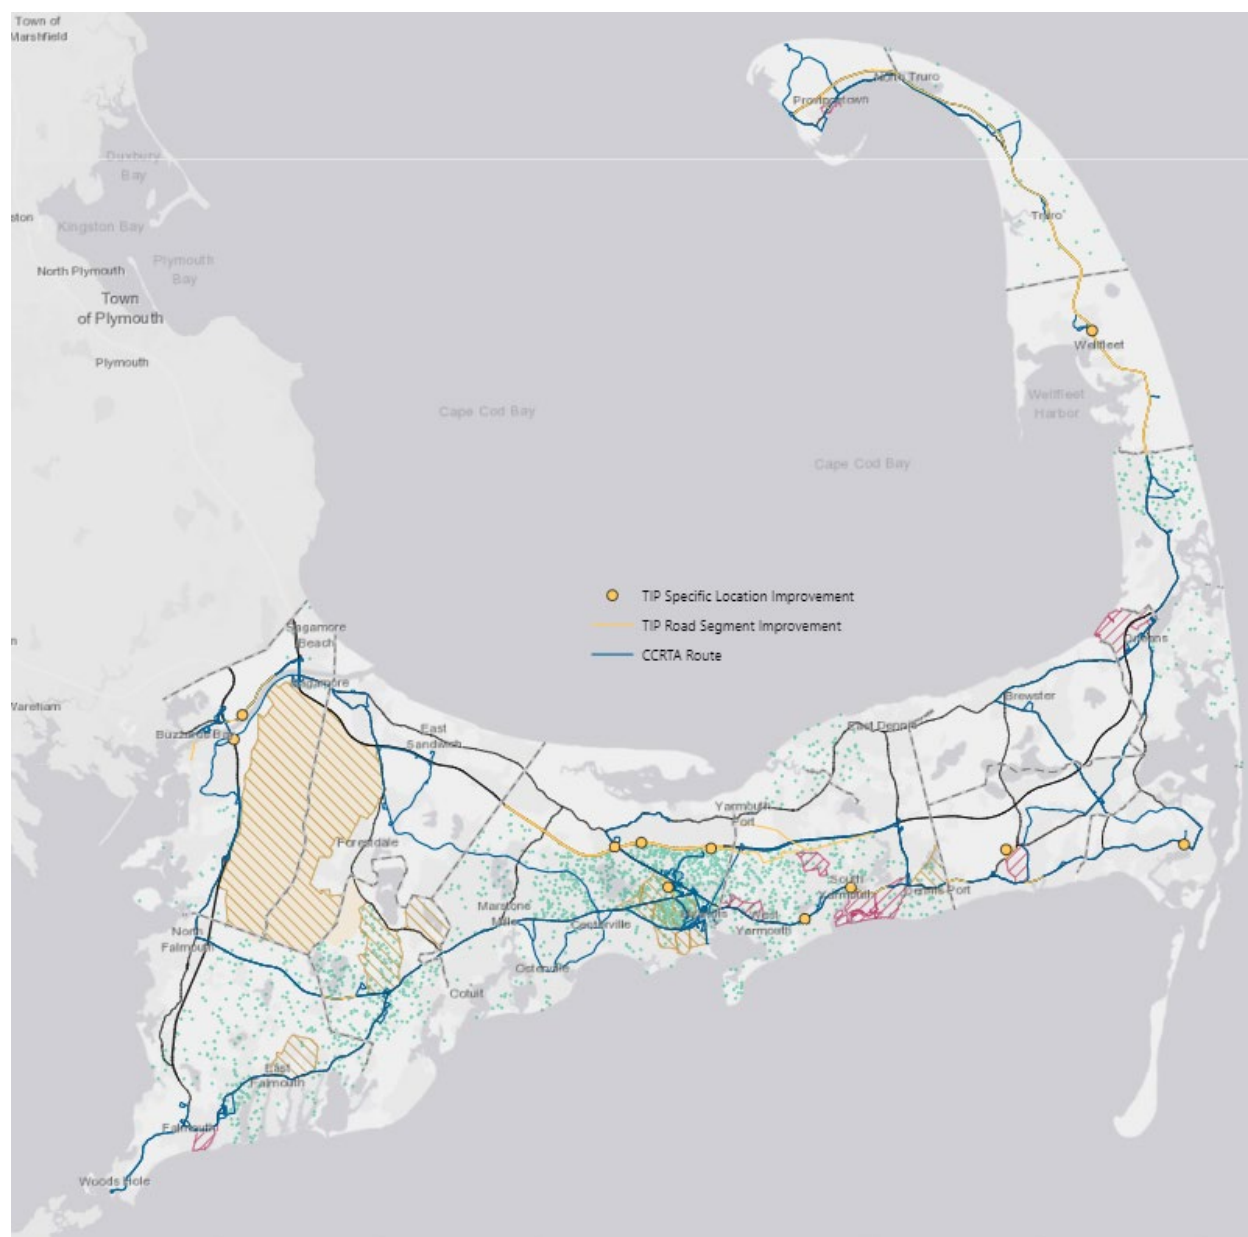 Town of
Marshfield
North Truro
Provincetown
Duxbury
Bay
Truro
Kingston Bay
Plymouth
Bay
North Plymouth
Town
of Plymouth
Wellfleet
Plymouth
Wellfleet
Harbor
Cape Cod Bay
Cape Cod Bay
TIP Specific Location Improvement
TIP Road Segment Improvement
CCRTA Route
Sagamore
Beach
Orleans
Sagamore
Brewster
Wareham
East
Sandwich
East Dennis
Buzzards Bay
Yarmouth
Port
Forestdale
South
Yarmouth
Dennis Port
Marstons
Mills
Hyannis
West
Yarmouth
Centerville
North
Falmouth
Osterville
Cotuit
East
Falmouth
Falmouth
Woods Hole